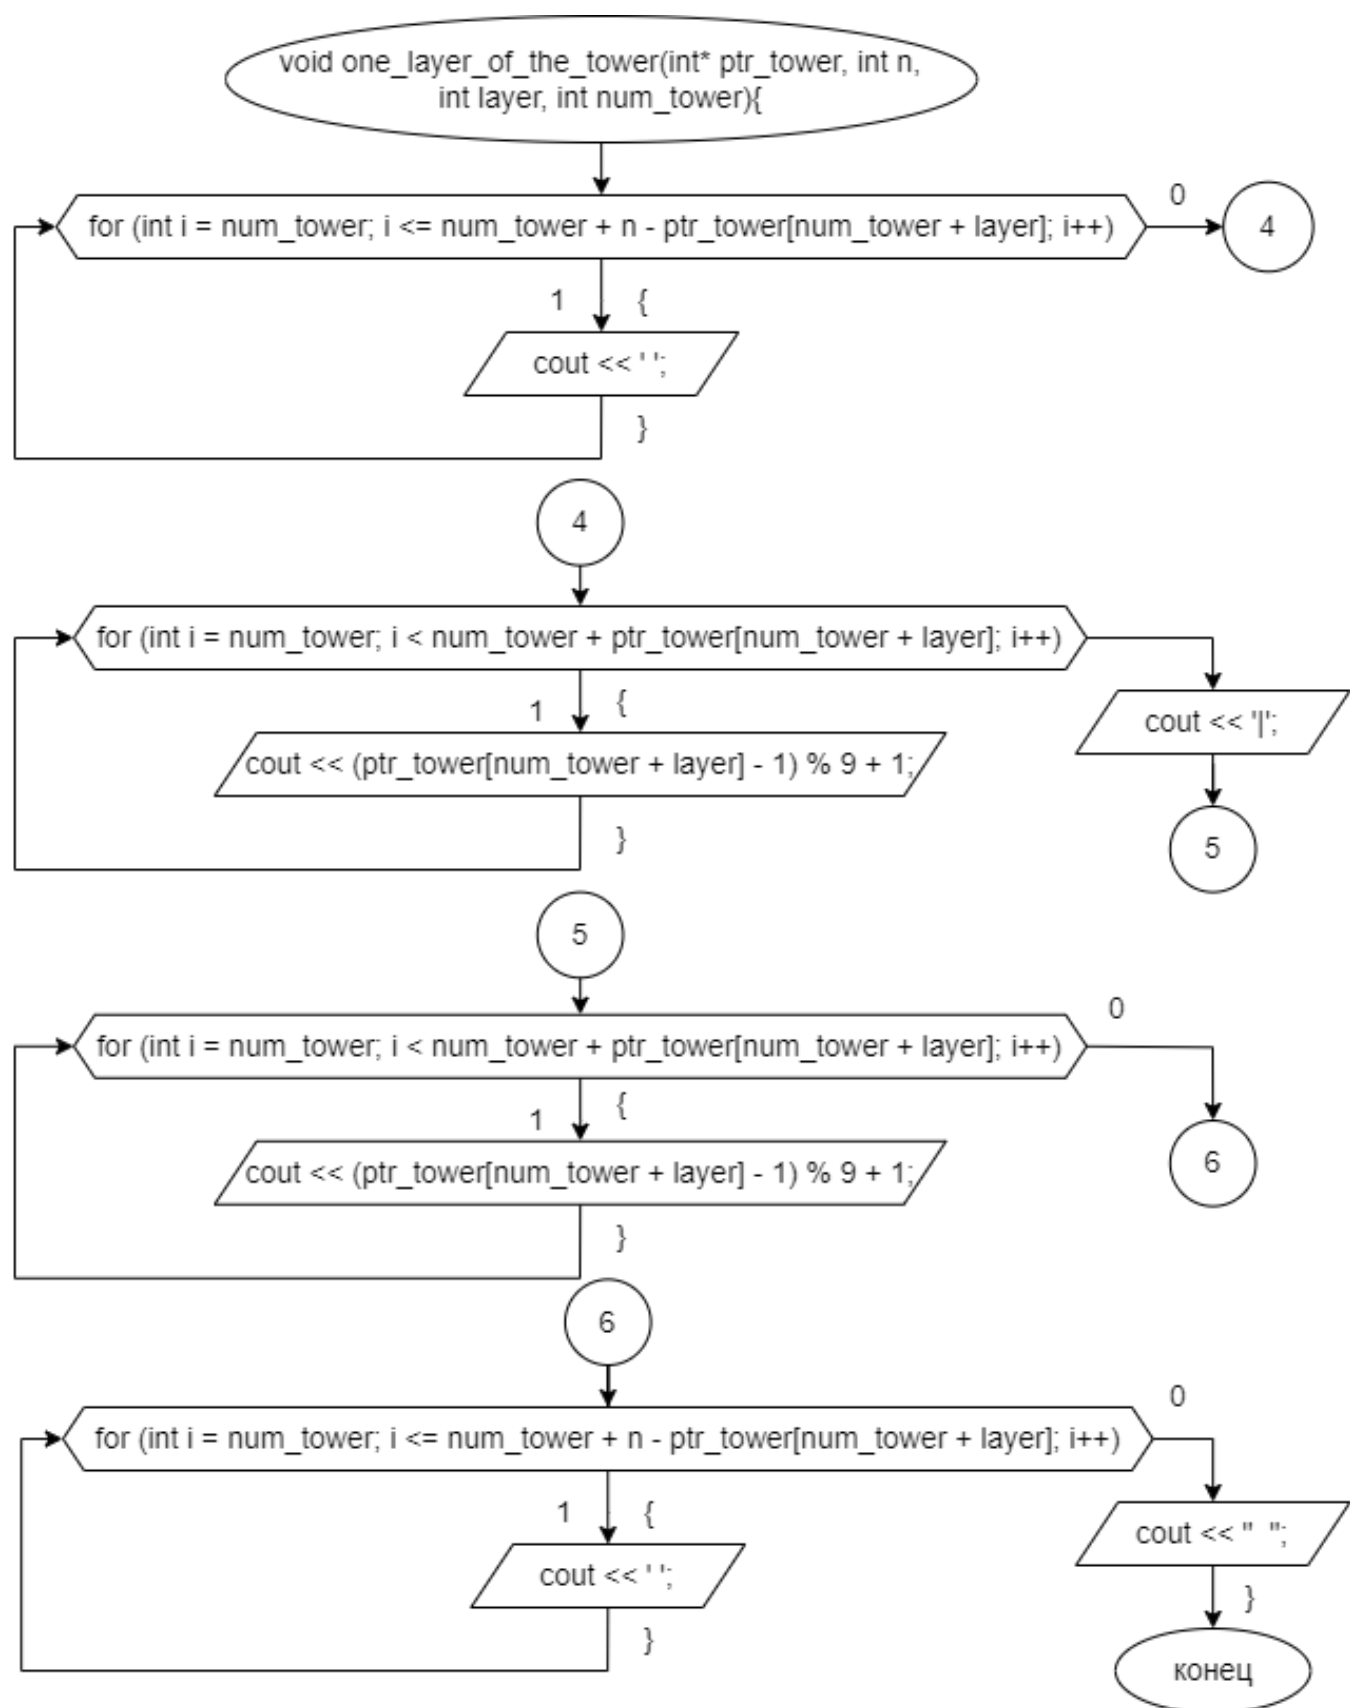 void one_layer_of_the_tower(int* ptr_tower, int n,
int layer, int num_tower){
for (int i = num_tower; i <= num_tower + n - ptr_tower[num_tower + layer]; i++)
0
4
1
{
cout << ' ';
}
4
for (int i = num_tower; i < num_tower + ptr_tower[num_tower + layer]; i++)
1
{
cout << '|';
cout << (ptr_tower[num_tower + layer] - 1) % 9 + 1;
}
5
5
for (int i = num_tower; i < num_tower + ptr_tower[num_tower + layer]; i++)
0
1
{
cout << (ptr_tower[num_tower + layer] - 1) % 9 + 1;
6
}
6
for (int i = num_tower; i <= num_tower + n - ptr_tower[num_tower + layer]; i++)
0
1
{
cout << "  ";
cout << ' ';
}
}
конец